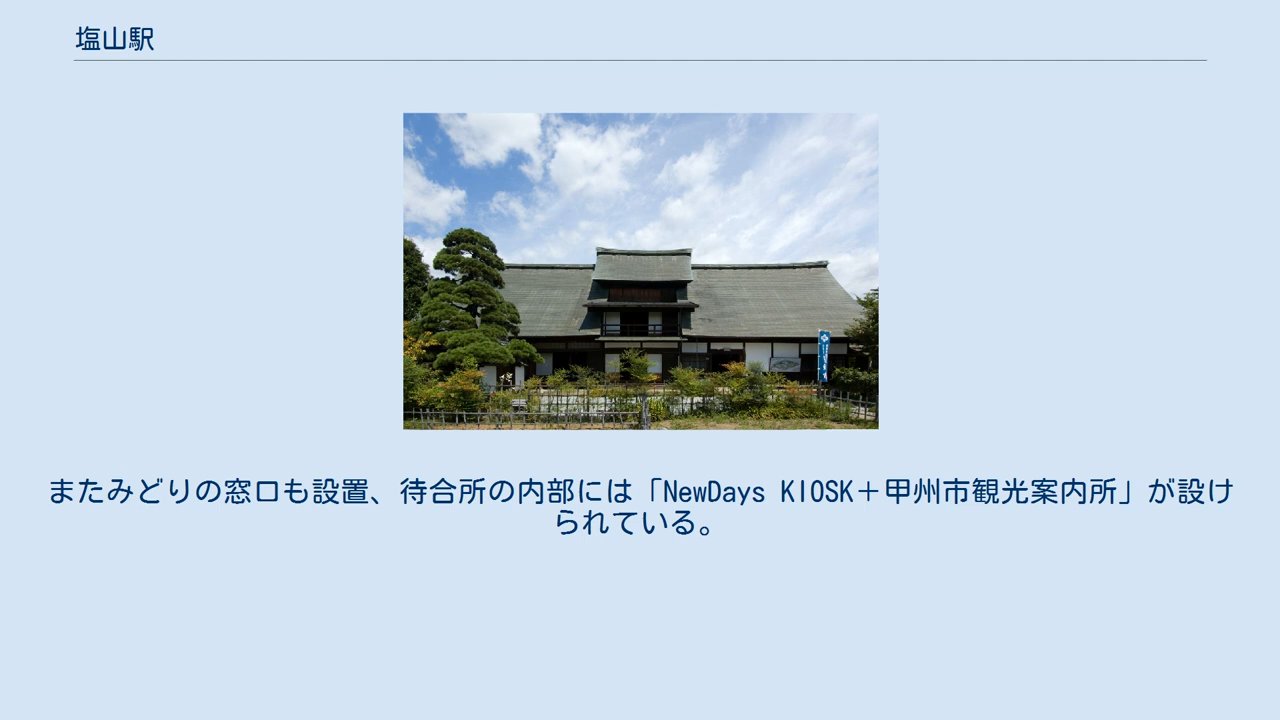 塩山駅
またみどりの窓口も設置、待合所の内部には「NewDays KIOSK＋甲州市観光案内所」が設け
られている。